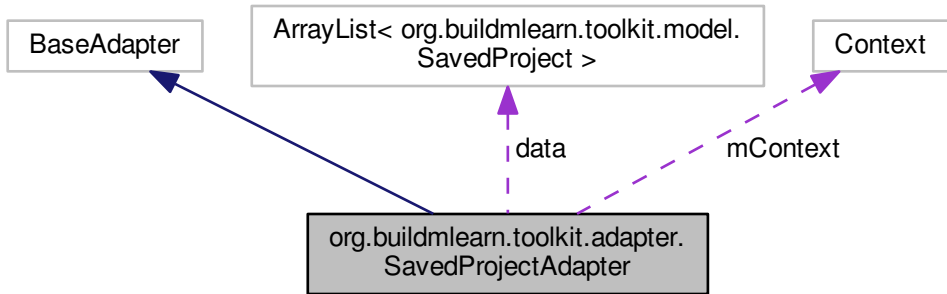 BaseAdapter
ArrayList< org.buildmlearn.toolkit.model.
SavedProject >
Context
data
mContext
org.buildmlearn.toolkit.adapter.
SavedProjectAdapter